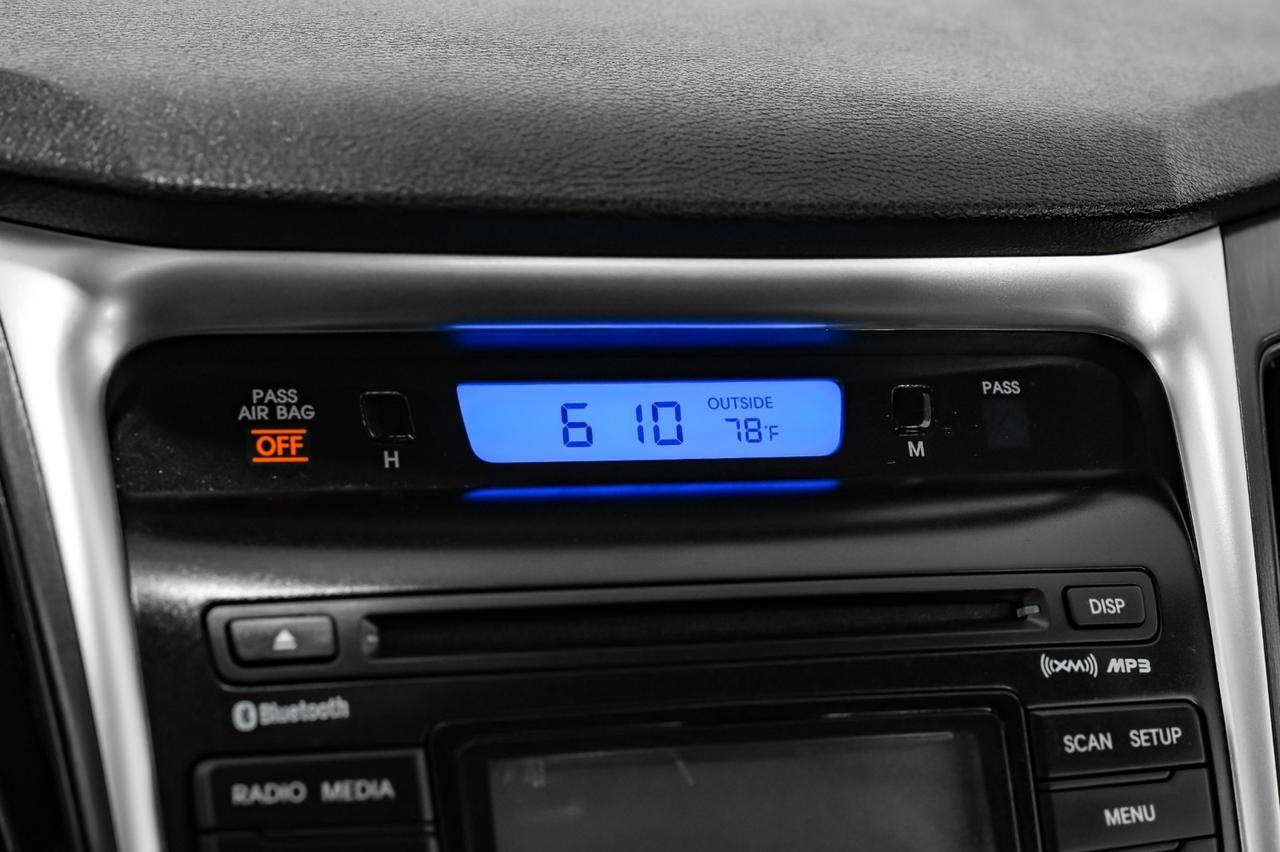 PASS
AIR BAG
OFF
H
6 10
OUTSIDE
78°F
M
PASS
DISP
XM MP3
Bluetooth
SCAN SETUP
RADIO MEDIA
MENU